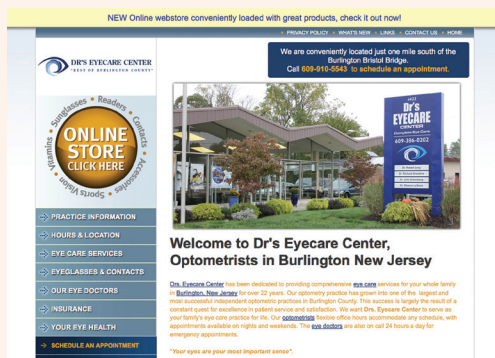 NEW Online webstore conveniently loaded with great products, check it out now!
PRIVACY POLICY • WHAT'S NEW • LINKS • CONTACT US • HOME
DR'S EYECARE CENTER
"BEST OF BURLINGTON COUNTY"
We are conveniently located just one mile south of the
Burlington Bristol Bridge.
Call 609-910-5543 to schedule an appointment.
Sunglasses • Readers • Contacts • Accessories • Sports Vision • Vitamins
ONLINE
STORE
CLICK HERE
Dr's
EYECARE
CENTER
609-386-0202
PRACTICE INFORMATION
HOURS & LOCATION
EYE CARE SERVICES
EYEGLASSES & CONTACTS
OUR EYE DOCTORS
INSURANCE
YOUR EYE HEALTH
SCHEDULE AN APPOINTMENT
Welcome to Dr's Eyecare Center,
Optometrists in Burlington New Jersey
Drs. Eyecare Center has been dedicated to providing comprehensive eye care services for your whole family
in Burlington, New Jersey for over 22 years. Our optometry practice has grown into one of the largest and
most successful independent optometric practices in Burlington County. This success is largely the result of a
constant quest for excellence in patient service and satisfaction. We want Drs. Eyecare Center to serve as
your family's eye care practice for life. Our optometrists flexible office hours accommodate any schedule, with
appointments available on nights and weekends. The eye doctors are also on call 24 hours a day for
emergency appointments.
"Your eyes are your most important sense".